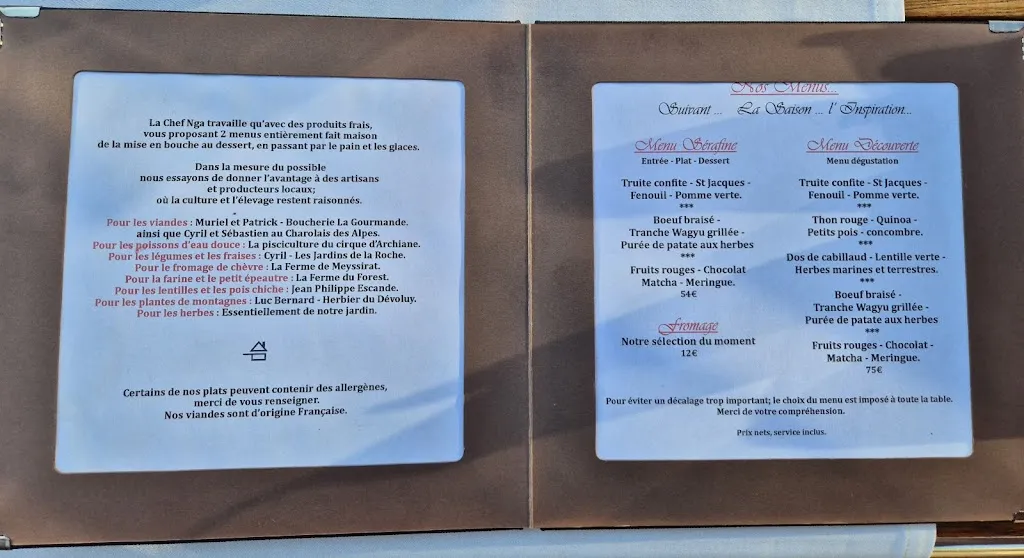 La Chef Nga travaille qu'avec des produits frais,
vous proposant 2 menus entièrement fait maison
de la mise en bouche au dessert, en passant par le pain et les glaces.
Dans la mesure du possible
nous essayons de donner l'avantage à des artisans
et producteurs locaux;
où la culture et l'élevage restent raisonnés.
Pour les viandes : Muriel et Patrick - Boucherie La Gourmande.
ainsi que Cyril et Sébastien au Charolais des Alpes.
Pour les poissons d'eau douce : La pisciculture du cirque d'Archiane.
Pour les légumes et les fraises : Cyril - Les Jardins de la Roche.
Pour le fromage de chèvre : La Ferme de Meyssirat.
Pour la farine et le petit épeautre : La Ferme du Forest.
Pour les lentilles et les pois chiche : Jean Philippe Escande.
Pour les plantes de montagnes : Luc Bernard - Herbier du Dévoluy.
Pour les herbes : Essentiellement de notre jardin.
Certains de nos plats peuvent contenir des allergènes,
merci de vous renseigner.
Nos viandes sont d'origine Française.
Nos Menus...
Suivant ... La Saison ... l' Inspiration...
Menu Sérafine
Entrée - Plat - Dessert
Truite confite - St Jacques -
Fenouil - Pomme verte.
***
Boeuf braisé -
Tranche Wagyu grillée -
Purée de patate aux herbes
***
Fruits rouges - Chocolat
Matcha - Meringue.
54€
Fromage
Notre sélection du moment
12€
Menu Découverte
Menu dégustation
Truite confite - St Jacques -
Fenouil - Pomme verte.
***
Thon rouge - Quinoa -
Petits pois - concombre.
***
Dos de cabillaud - Lentille verte -
Herbes marines et terrestres.
***
Boeuf braisé -
Tranche Wagyu grillée -
Purée de patate aux herbes
***
Fruits rouges - Chocolat -
Matcha - Meringue.
75€
Pour éviter un décalage trop important; le choix du menu est imposé à toute la table.
Merci de votre compréhension.
Prix nets, service inclus.